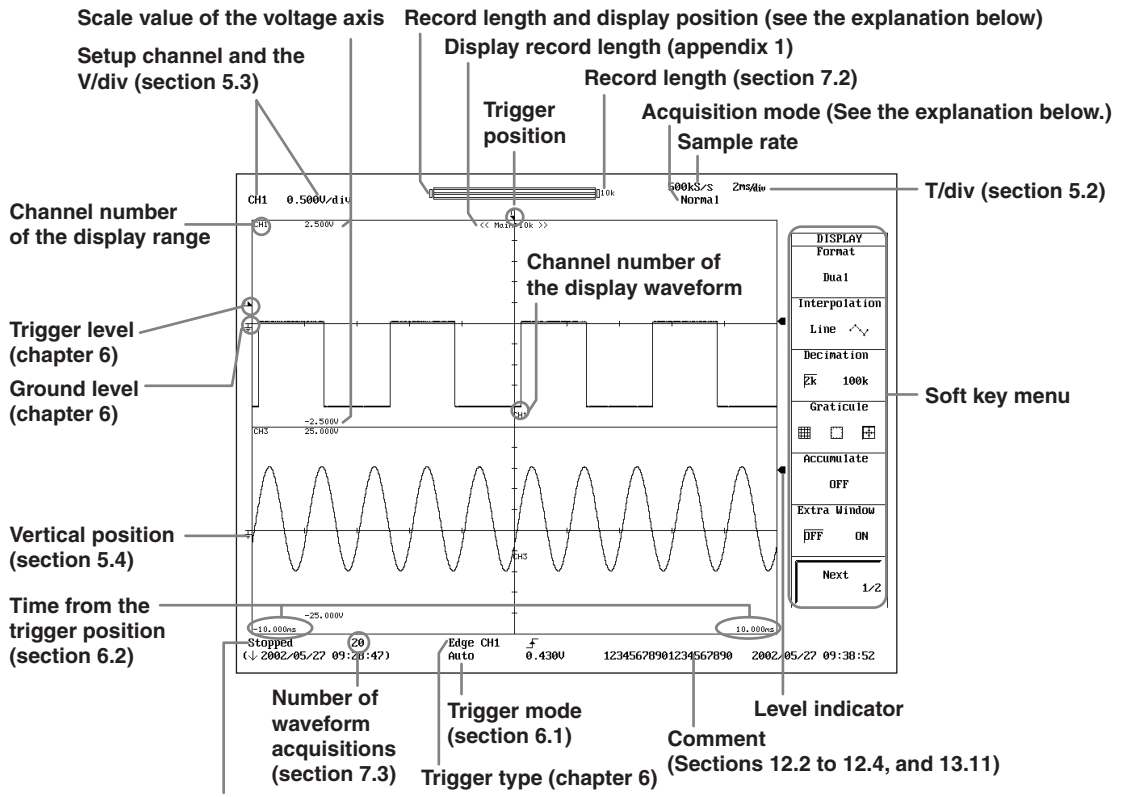 Scale value of the voltage axis
Record length and display position (see the explanation below)
Setup channel and the
V/div (section 5.3)
Display record length (appendix 1)
Record length (section 7.2)
Trigger
position
Acquisition mode (See the explanation below.)
Sample rate
T/div (section 5.2)
CH1 0.500V/div
10k
500kS/s 2ms/div
Normal
Channel number
of the display range
CH1 2.500V
<< Main:10k >>
Channel number of
the display waveform
Trigger level
(chapter 6)
Ground level
(chapter 6)
CH1
-2.500V
CH3 25.000V
DISPLAY
Format
Dual
Interpolation
Line
Decimation
2k 100k
Graticule
Accumulate
OFF
Extra Window
OFF ON
Next
1/2
Soft key menu
Vertical position
(section 5.4)
CH3
Time from the
trigger position
(section 6.2)
-25.000V
-10.000ms 10.000ms
Stopped 20 Edge CH1
(↓ 2002/05/27 09:28:47) Auto 0.430V 12345678901234567890 2002/05/27 09:38:52
Number of
waveform
acquisitions
(section 7.3)
Trigger mode
(section 6.1)
Trigger type (chapter 6)
Level indicator
Comment
(Sections 12.2 to 12.4, and 13.11)